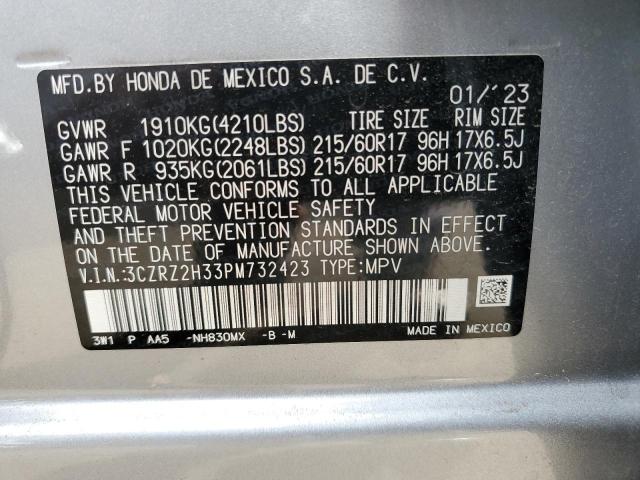 MFD.BY HONDA DE MEXICO S.A. DE C.V.
01/'23
GVWR 1910KG(4210LBS) TIRE SIZE RIM SIZE
GAWR F 1020KG(2248LBS) 215/60R17 96H 17X6.5J
GAWR R 935KG(2061LBS) 215/60R17 96H 17X6.5J
THIS VEHICLE CONFORMS TO ALL APPLICABLE
FEDERAL MOTOR VEHICLE SAFETY
AND THEFT PREVENTION STANDARDS IN EFFECT
ON THE DATE OF MANUFACTURE SHOWN ABOVE.
V.I.N.:3CZRZ2H33PM732423 TYPE:MPV
3W1 P AA5 -NH830MX -B -M MADE IN MEXICO